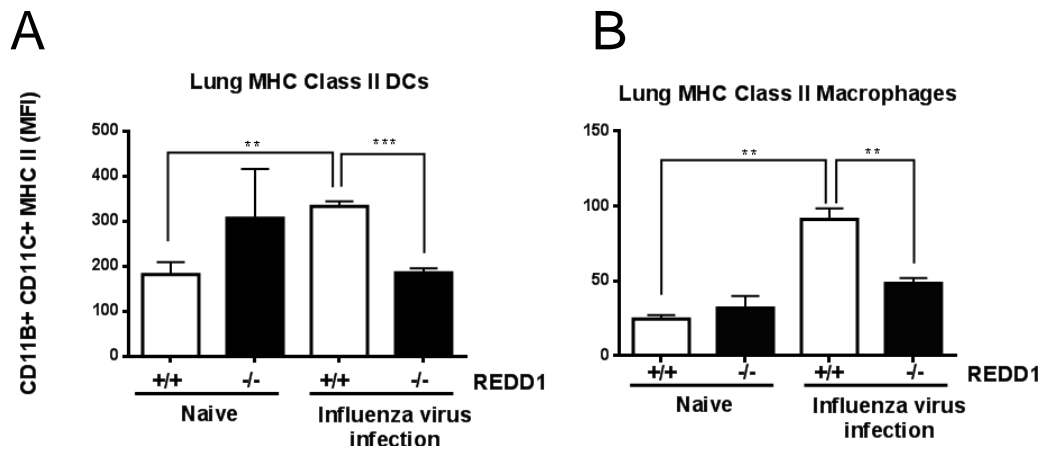 A
Lung MHC Class II DCs
CD11B+ CD11C+ MHC II (MFI)
500
400
300
200
100
0
** ***
+/+ -/- +/+ -/- REDD1
Naive Influenza virus
infection
B
Lung MHC Class II Macrophages
150
100
50
0
** **
+/+ -/- +/+ -/- REDD1
Naive Influenza virus
infection